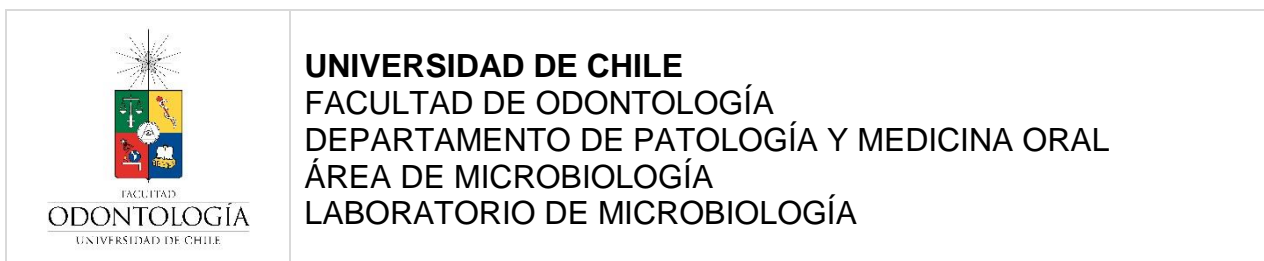 FACULTAD
ODONTOLOGÍA
UNIVERSIDAD DE CHILE
UNIVERSIDAD DE CHILE
FACULTAD DE ODONTOLOGÍA
DEPARTAMENTO DE PATOLOGÍA Y MEDICINA ORAL
ÁREA DE MICROBIOLOGÍA
LABORATORIO DE MICROBIOLOGÍA